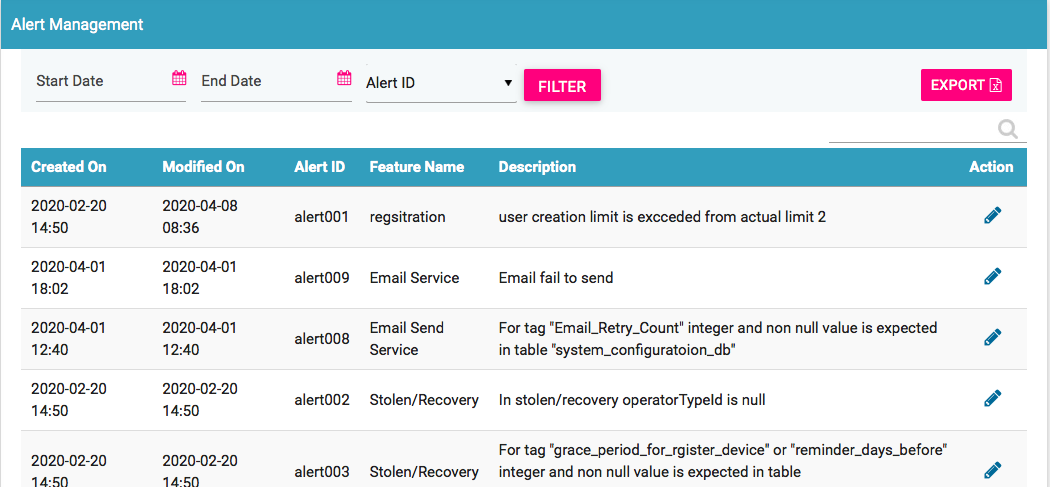 Alert Management
Start Date End Date Alert ID FILTER EXPORT
Created On Modified On Alert ID Feature Name Description Action
2020-02-20 14:50 2020-04-08 08:36 alert001 regsitration user creation limit is excceded from actual limit 2
2020-04-01 18:02 2020-04-01 18:02 alert009 Email Service Email fail to send
2020-04-01 12:40 2020-04-01 12:40 alert008 Email Send Service For tag "Email_Retry_Count" integer and non null value is expected in table "system_configuratoion_db"
2020-02-20 14:50 2020-02-20 14:50 alert002 Stolen/Recovery In stolen/recovery operatorTypeId is null
2020-02-20 14:50 2020-02-20 14:50 alert003 Stolen/Recovery For tag "grace_period_for_rgister_device" or "reminder_days_before" integer and non null value is expected in table